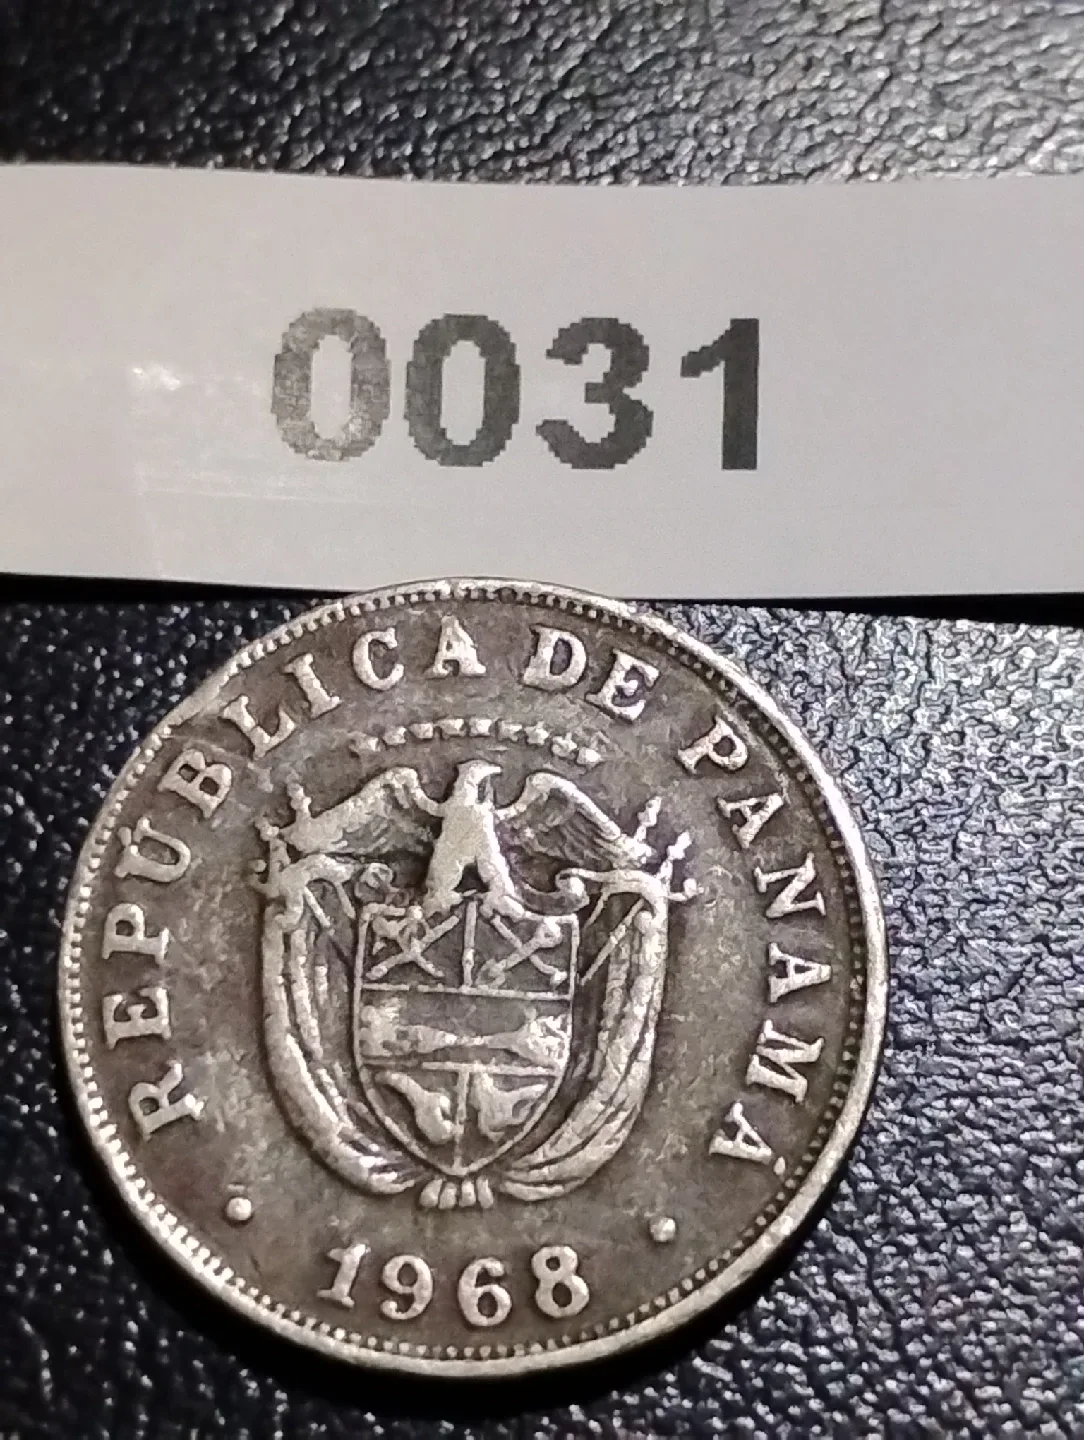 0031
REPÚBLICA DE PANAMÁ
1968